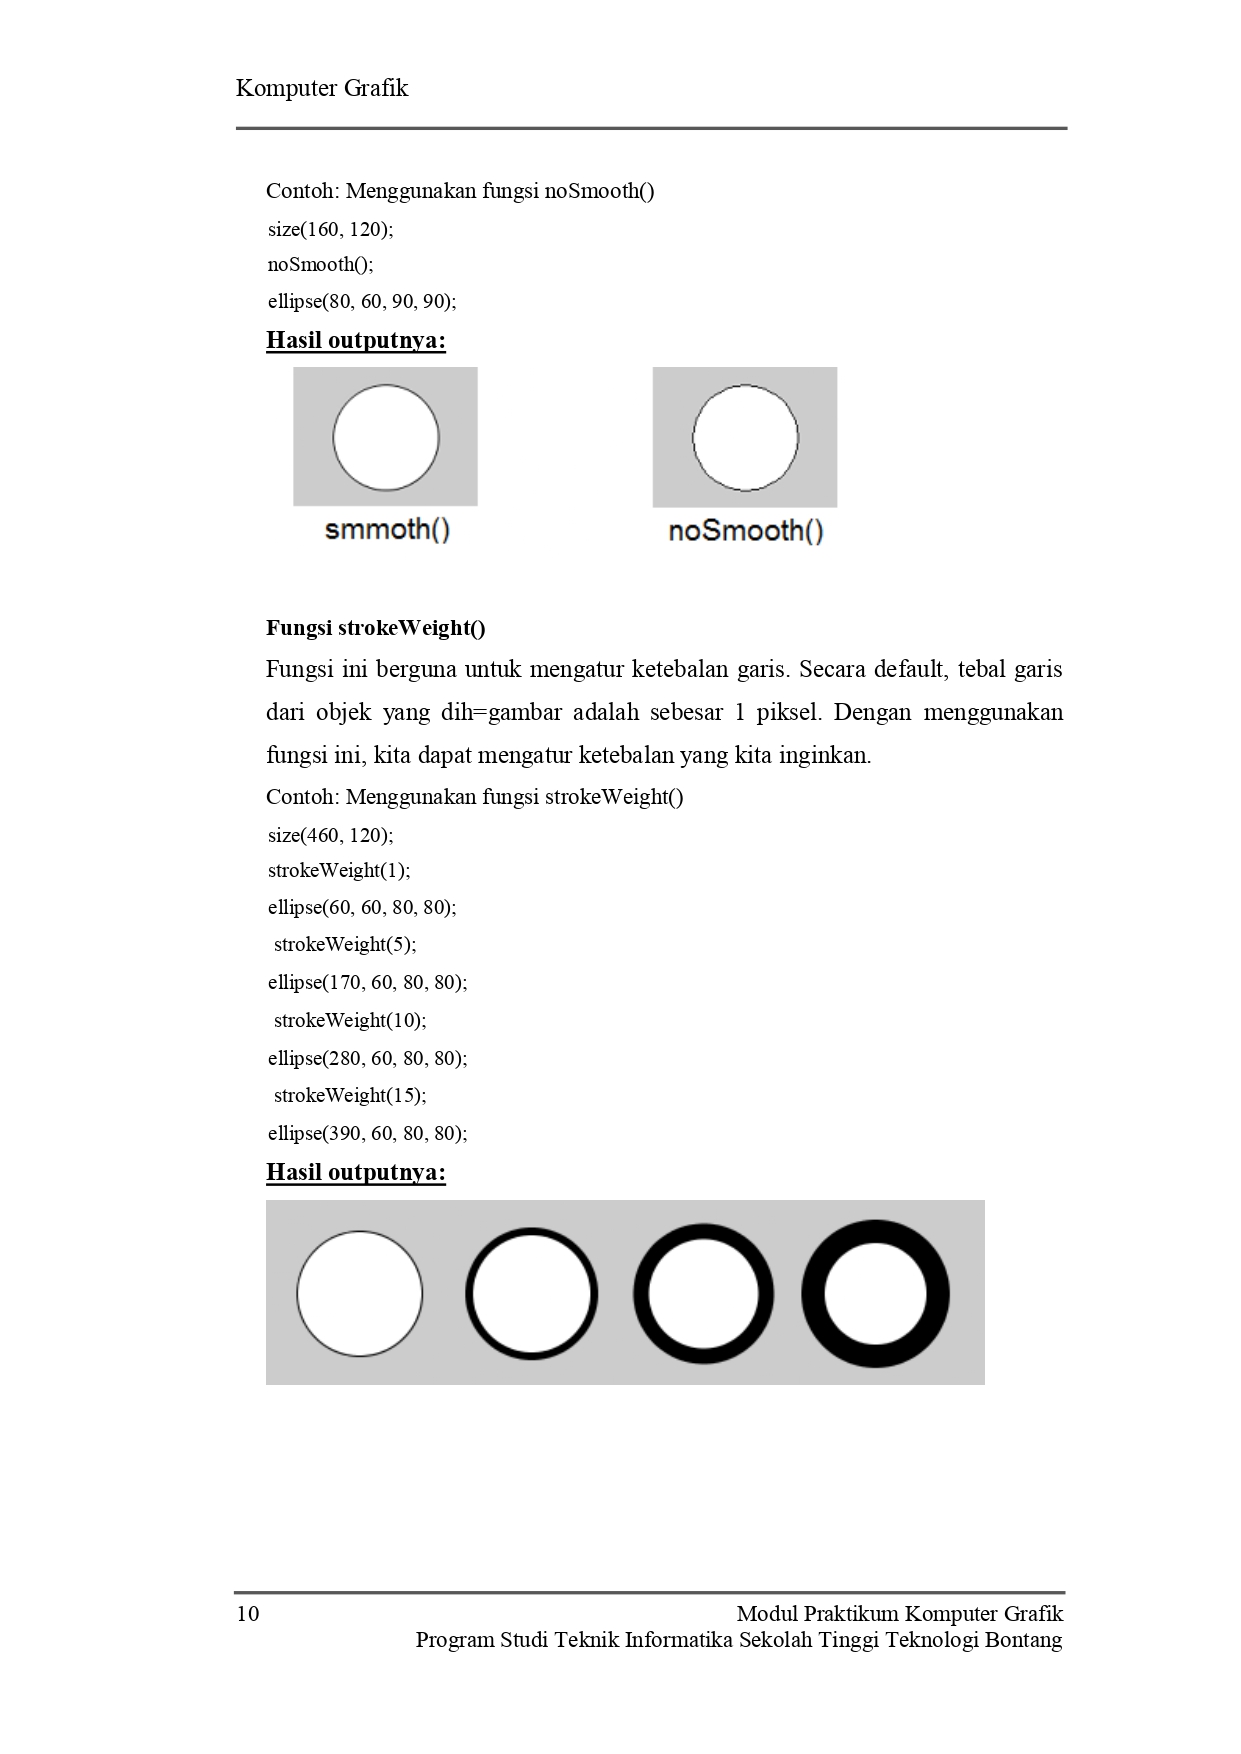 Komputer Grafik
Contoh: Menggunakan fungsi noSmooth()
size(160, 120);
noSmooth();
ellipse(80, 60, 90, 90);
Hasil outputnya:
smmoth()
noSmooth()
Fungsi strokeWeight()
Fungsi ini berguna untuk mengatur ketebalan garis. Secara default, tebal garis
dari objek yang dih=gambar adalah sebesar 1 piksel. Dengan menggunakan
fungsi ini, kita dapat mengatur ketebalan yang kita inginkan.
Contoh: Menggunakan fungsi strokeWeight()
size(460, 120);
strokeWeight(1);
ellipse(60, 60, 80, 80);
strokeWeight(5);
ellipse(170, 60, 80, 80);
strokeWeight(10);
ellipse(280, 60, 80, 80);
strokeWeight(15);
ellipse(390, 60, 80, 80);
Hasil outputnya:
10 Modul Praktikum Komputer Grafik
Program Studi Teknik Informatika Sekolah Tinggi Teknologi Bontang